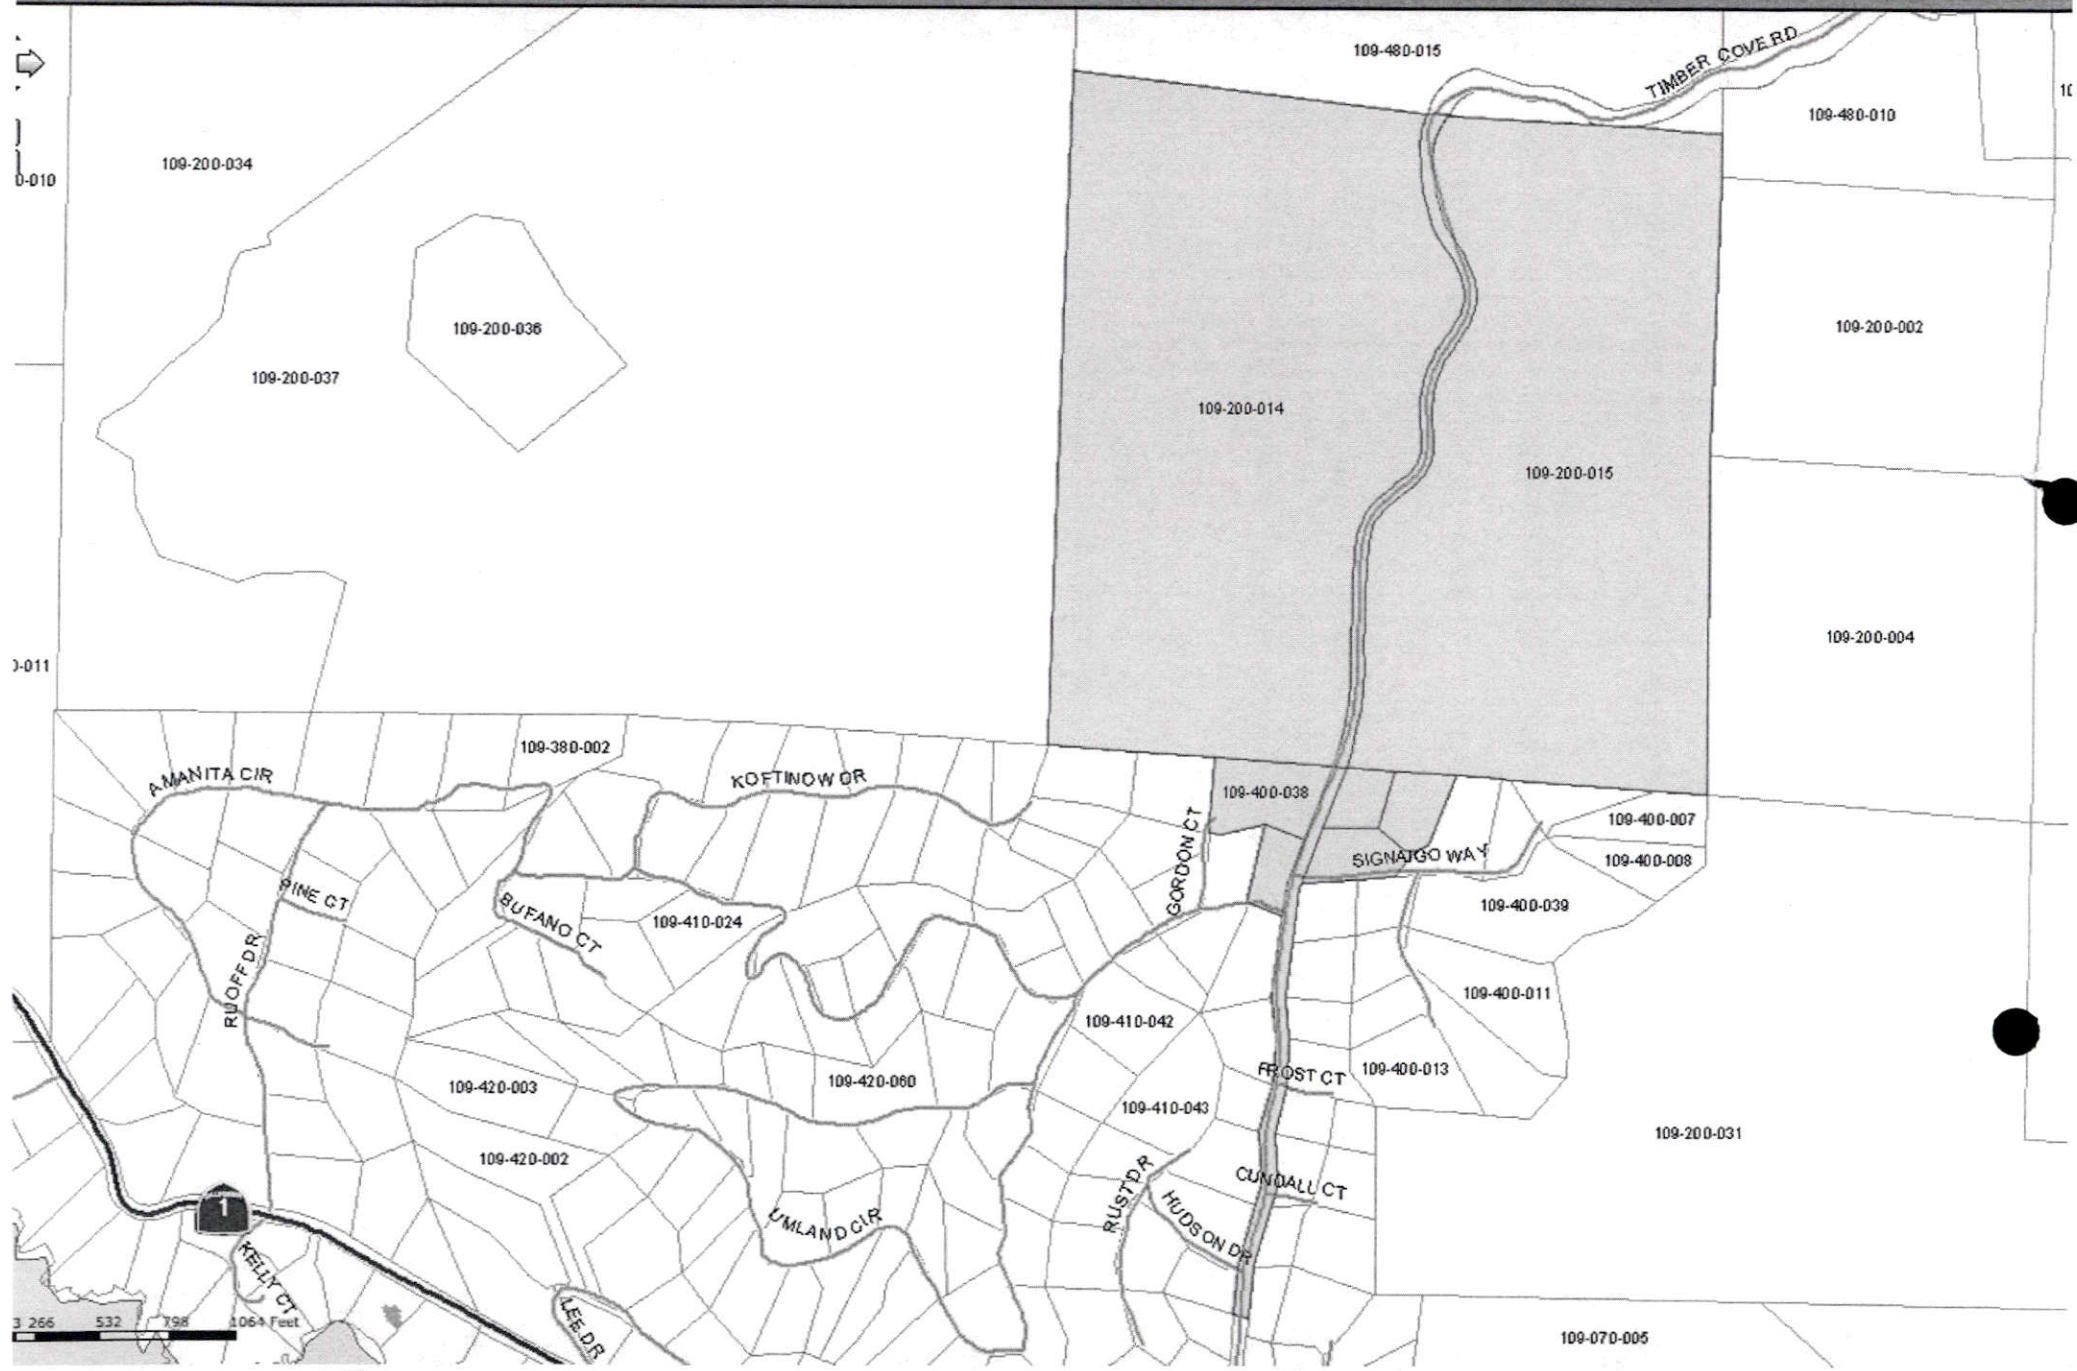 109-480-015
TIMBER COVE RD
10
109-480-010
109-200-034
0-010
109-200-036
109-200-002
109-200-037
109-200-014
109-200-015
109-200-004
0-011
109-380-002
AMANITA CIR
KOFTINOW DR
109-400-038
109-400-007
GORDON CT
SIGNAIGO WAY
109-400-008
PINE CT
BUFANO CT
109-410-024
109-400-039
RUOFF DR
109-400-011
109-410-042
FROST CT
109-400-013
109-420-003
109-420-060
109-410-043
109-200-031
109-420-002
RUST DR
CUNDALL CT
HUDSON DR
UMLAND CIR
1
KELLY CT
LEE DR
3 266 532 798 1064 Feet
109-070-005